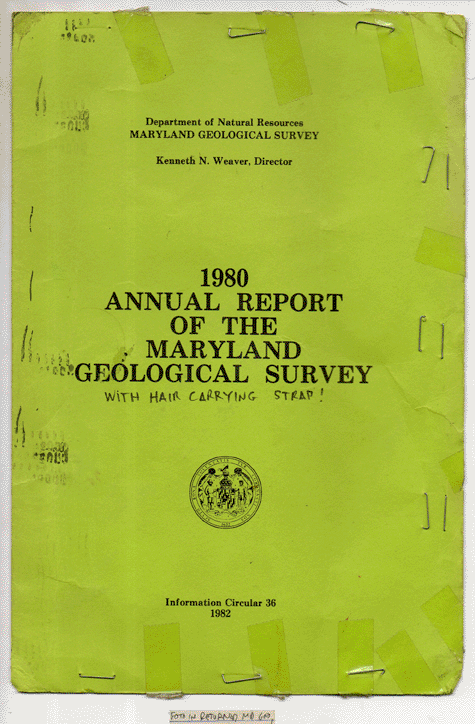 Department of Natural Resources
MARYLAND GEOLOGICAL SURVEY
Kenneth N. Weaver, Director
1980
ANNUAL REPORT
OF THE
MARYLAND
GEOLOGICAL SURVEY
WITH HAIR CARRYING STRAP!
Information Circular 36
1982